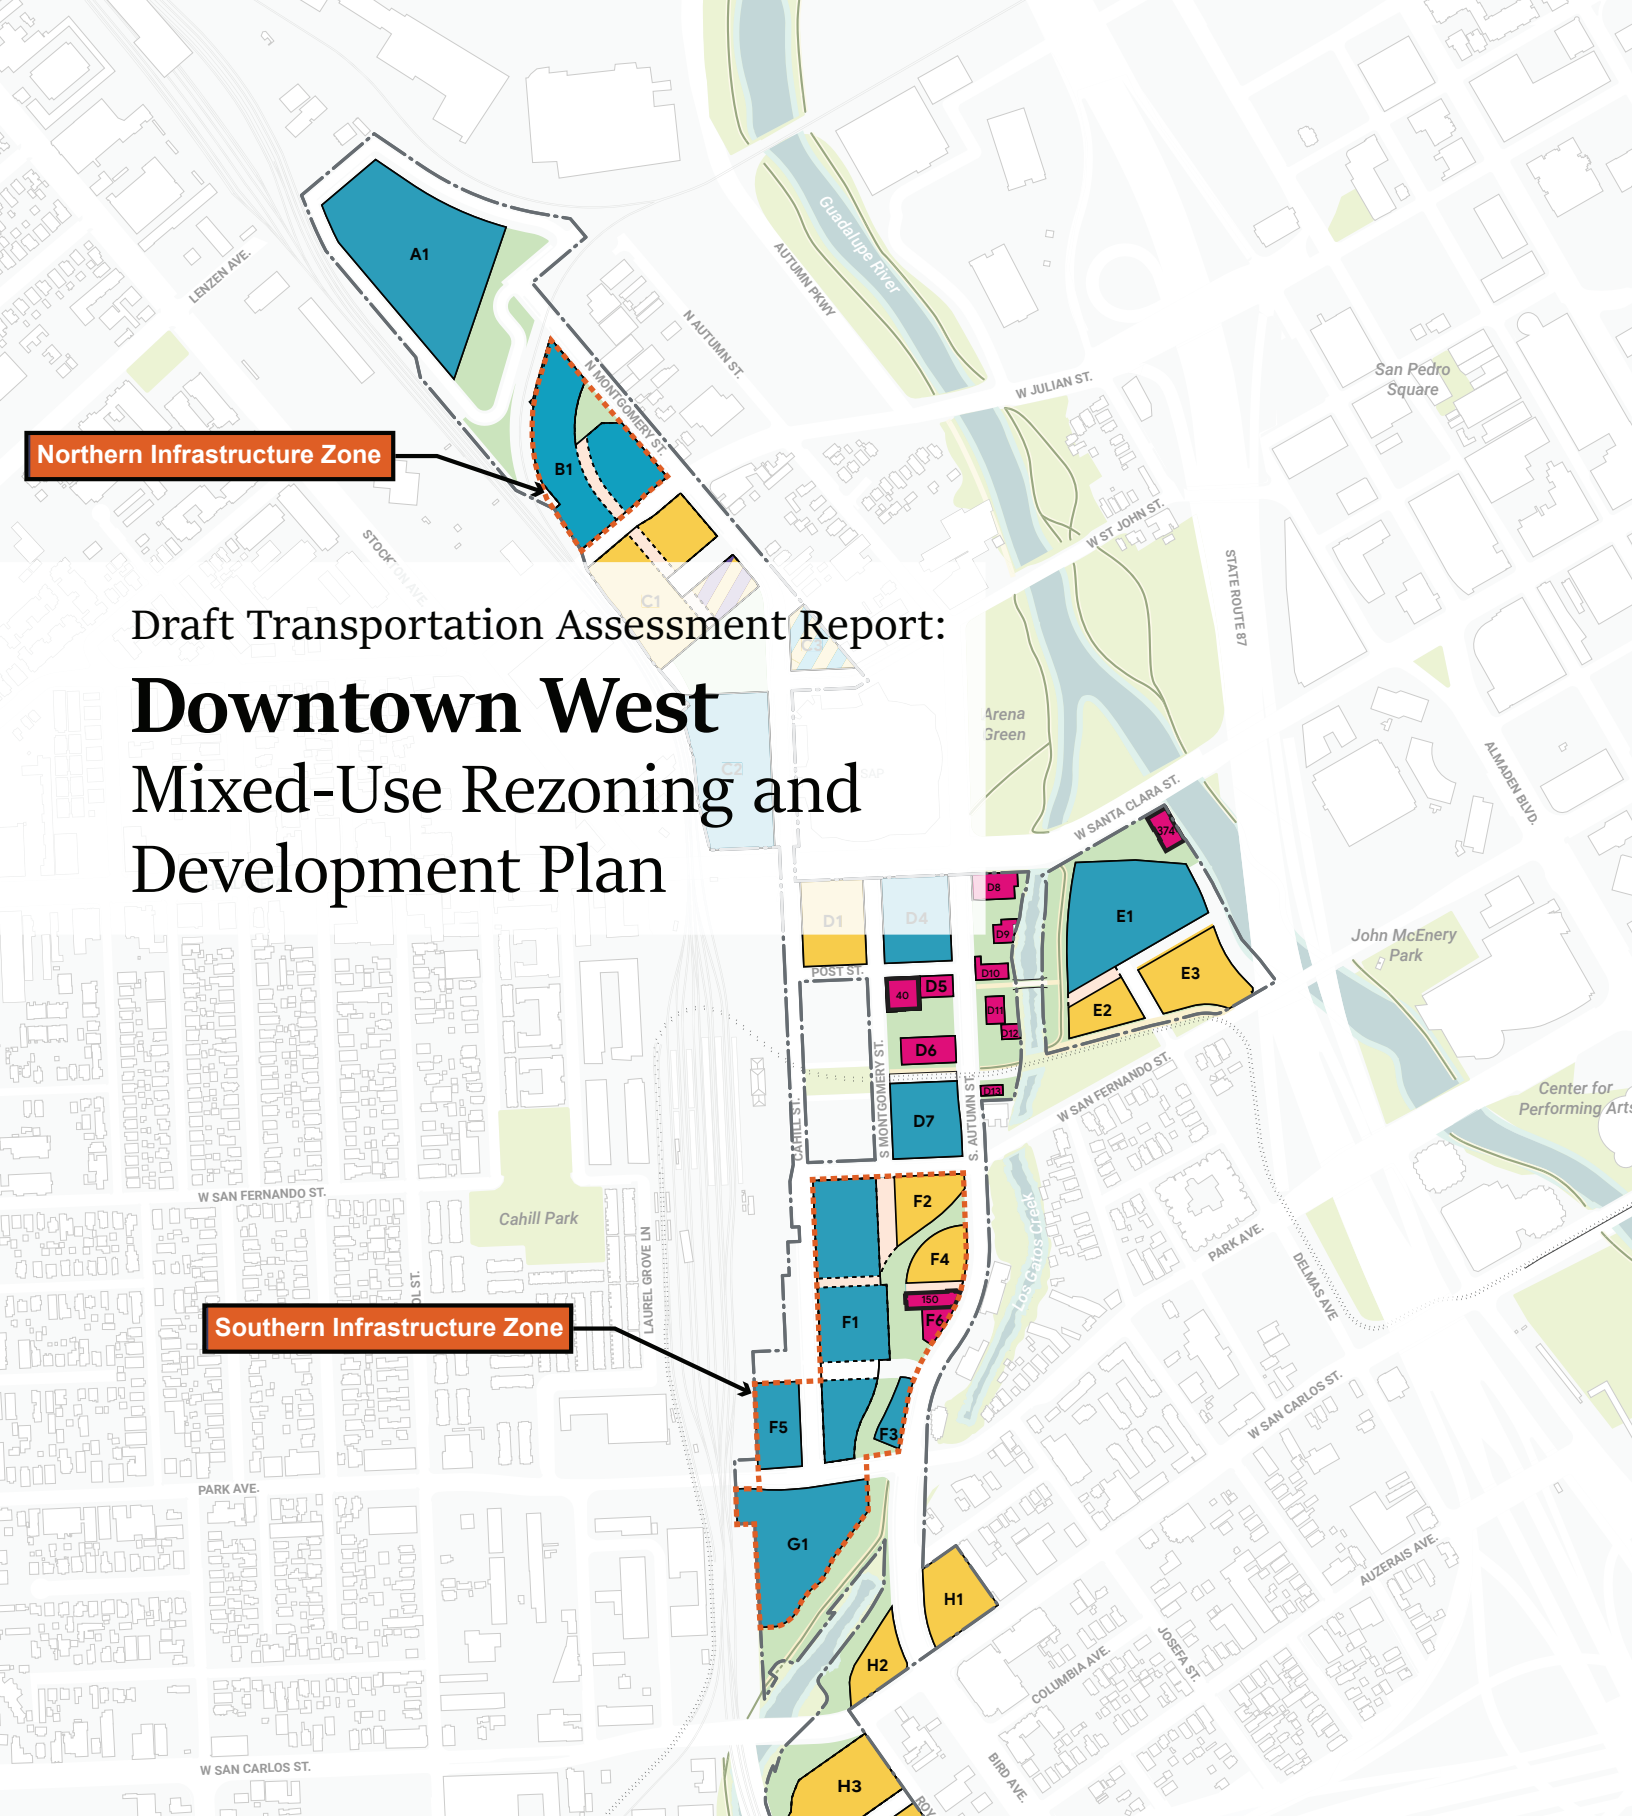 Guadalupe River
LENZEN AVE.
A1
AUTUMN PKWY
N AUTUMN ST.
N MONTGOMERY ST.
W JULIAN ST.
San Pedro
Square
Northern Infrastructure Zone
B1
STATE ROUTE 87
W ST JOHN ST.
C1
Draft Transportation Assessment Report:
C3
Downtown West
Arena
Green
C2
SAP
Mixed-Use Rezoning and
Development Plan
ALMADEN BLVD.
W SANTA CLARA ST.
374
D8
D1
D4
E1
D9
John McEnery
Park
POST ST.
D10
E3
40
D5
D11
E2
D12
D6
S MONTGOMERY ST.
D13
S. AUTUMN ST.
CAHILL ST.
D7
W SAN FERNANDO ST.
Center for
Performing Arts
W SAN FERNANDO ST.
Cahill Park
F2
Los Gatos Creek
PARK AVE.
F4
LAUREL GROVE LN
DELMAS AVE
150
F1
F6
Southern Infrastructure Zone
F5
F3
W SAN CARLOS ST.
PARK AVE.
G1
AUZERAIS AVE.
H1
H2
COLUMBIA AVE.
JOSEFA ST.
W SAN CARLOS ST.
BIRD AVE.
H3